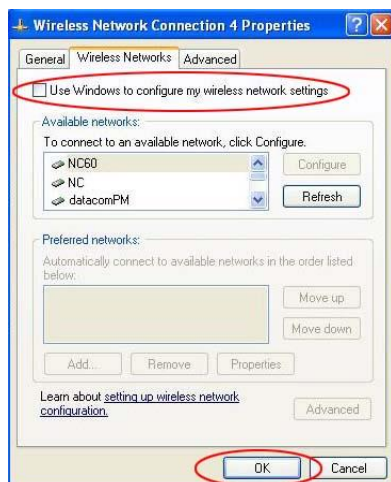 Wireless Network Connection 4 Properties
General
Wireless Networks
Advanced
Use Windows to configure my wireless network settings
Available networks:
To connect to an available network, click Configure.
NC60
Configure
NC
datacomPM
Refresh
Preferred networks:
Automatically connect to available networks in the order listed
below:
Move up
Move down
Add...
Remove
Properties
Learn about setting up wireless network
configuration.
Advanced
OK
Cancel